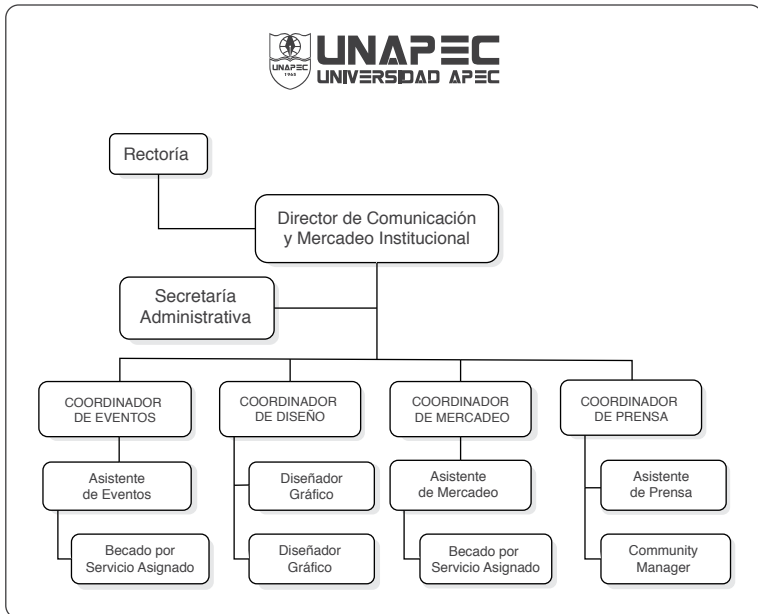 UNAPEC
1965
UNAPEC
UNIVERSIDAD APEC
Rectoría
Director de Comunicación
y Mercadeo Institucional
Secretaría
Administrativa
COORDINADOR
DE EVENTOS
COORDINADOR
DE DISEÑO
COORDINADOR
DE MERCADEO
COORDINADOR
DE PRENSA
Asistente
de Eventos
Diseñador
Gráfico
Asistente
de Mercadeo
Asistente
de Prensa
Becado por
Servicio Asignado
Diseñador
Gráfico
Becado por
Servicio Asignado
Community
Manager